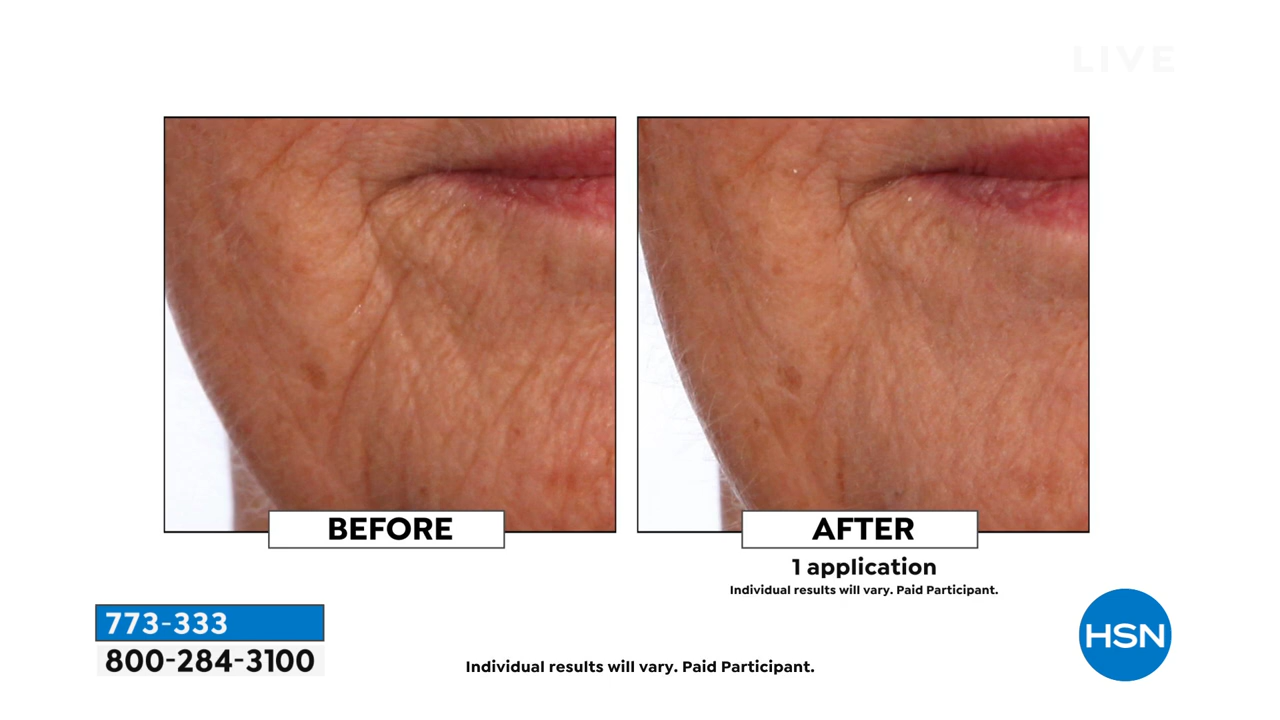 LIVE
BEFORE
AFTER
1 application
Individual results will vary. Paid Participant.
773-333
800-284-3100
Individual results will vary. Paid Participant.
HSN